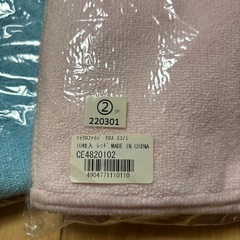 ②
220301
10枚入 ﾚｯﾄﾞ MADE IN CHINA
CE4820102
4904771110110